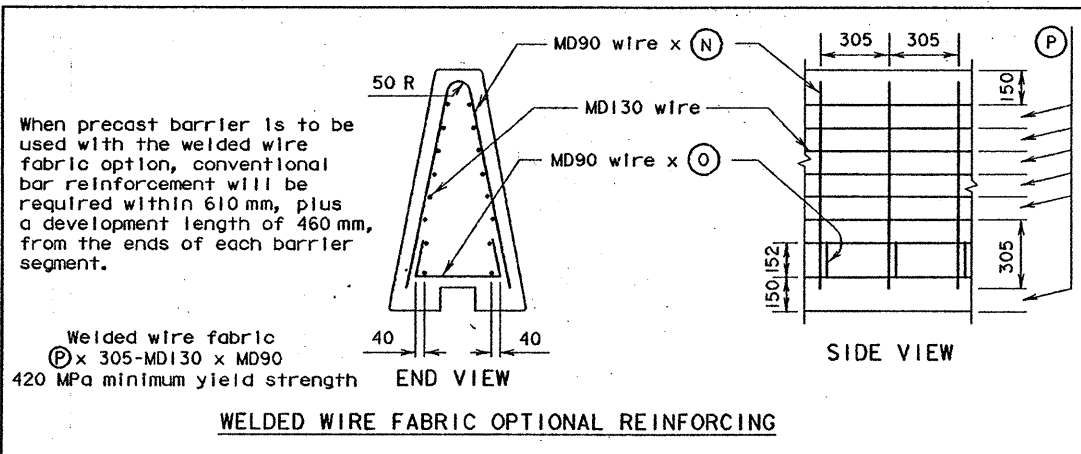 When precast barrier is to be
used with the welded wire
fabric option, conventional
bar reinforcement will be
required within 610 mm, plus
a development length of 460 mm,
from the ends of each barrier
segment.
Welded wire fabric
P x 305-MD130 x MD90
420 MPa minimum yield strength
50 R
MD90 wire x N
MD130 wire
MD90 wire x O
40
40
END VIEW
305
305
P
150
305
152
150
SIDE VIEW
WELDED WIRE FABRIC OPTIONAL REINFORCING